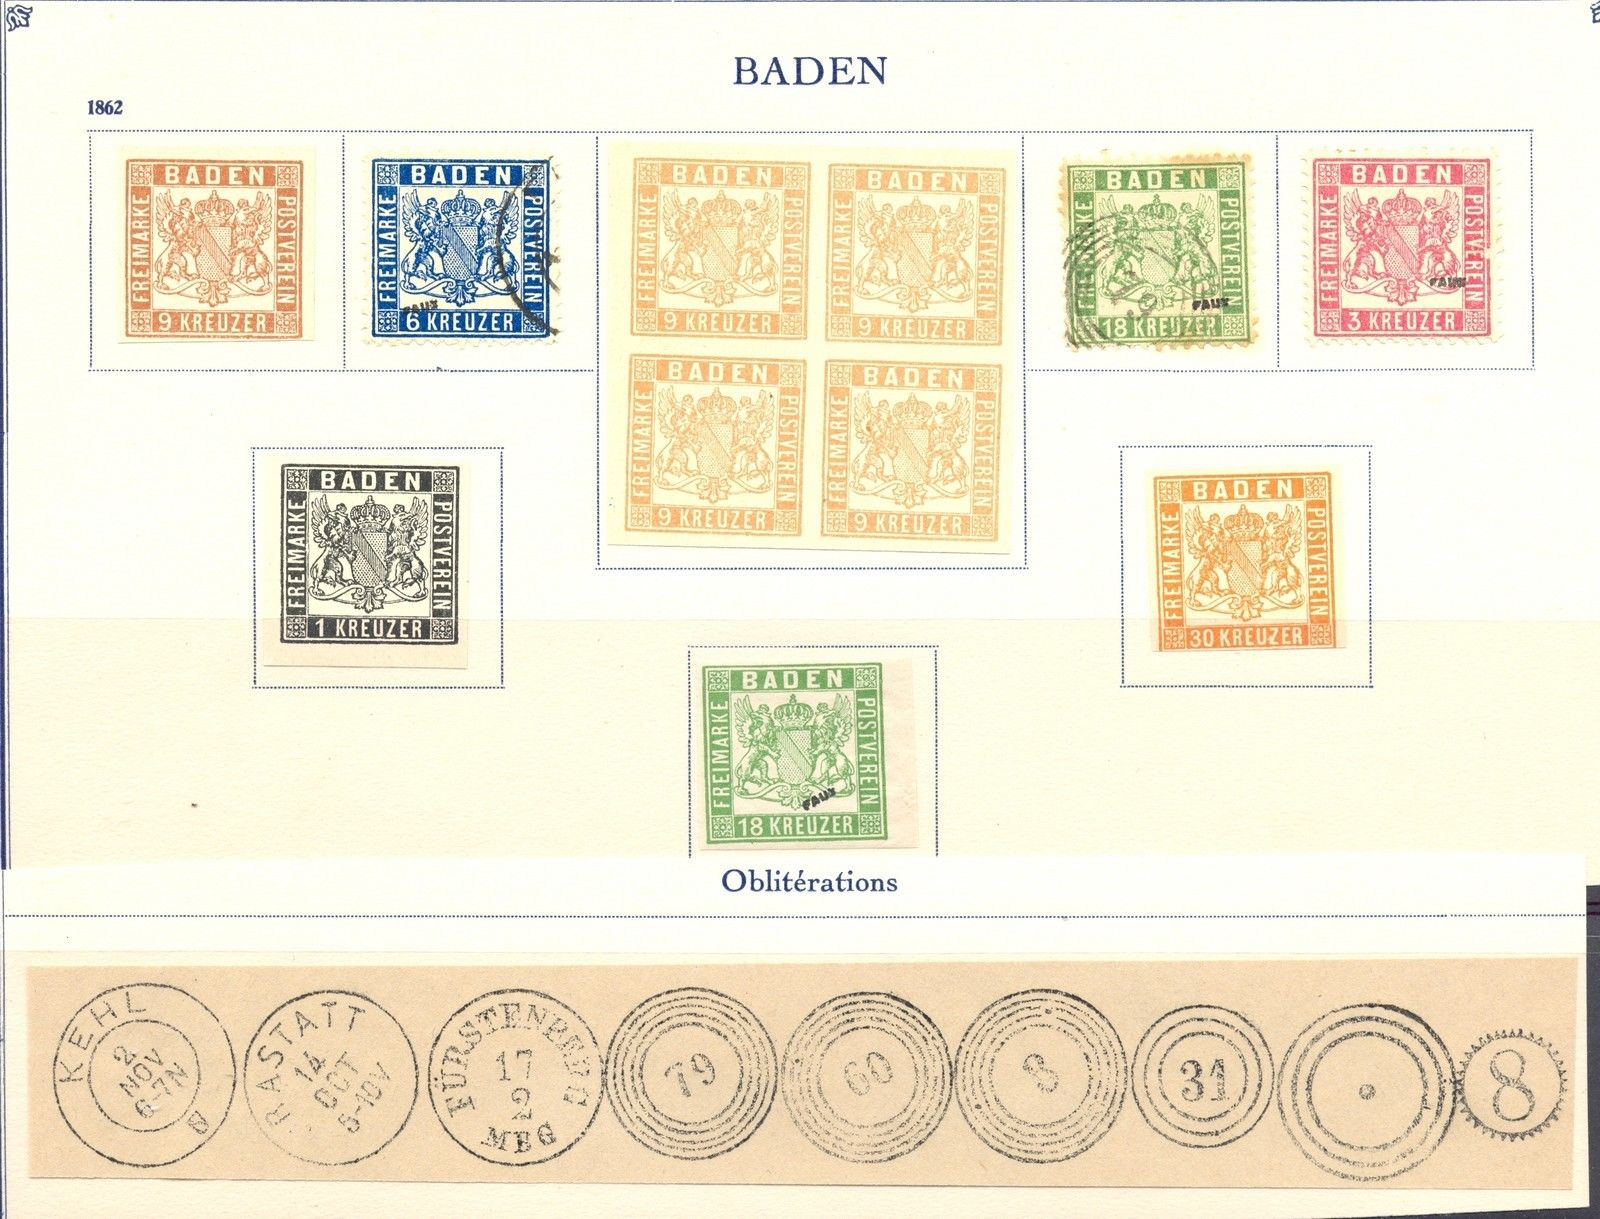 BADEN
1862
BADEN
FREIMARKE
POSTVEREIN
9 KREUZER
BADEN
FREIMARKE
POSTVEREIN
FAUX
6 KREUZER
BADEN
FREIMARKE
POSTVEREIN
9 KREUZER
BADEN
FREIMARKE
POSTVEREIN
9 KREUZER
BADEN
FREIMARKE
POSTVEREIN
FAUX
18 KREUZER
BADEN
FREIMARKE
POSTVEREIN
FAUX
3 KREUZER
BADEN
FREIMARKE
POSTVEREIN
9 KREUZER
BADEN
FREIMARKE
POSTVEREIN
9 KREUZER
BADEN
FREIMARKE
POSTVEREIN
1 KREUZER
BADEN
FREIMARKE
POSTVEREIN
30 KREUZER
BADEN
FREIMARKE
POSTVEREIN
FAUX
18 KREUZER
Oblitérations
KEHL
2
NOV
6-7N
RASTATT
14
OCT
17
2
MBG
79
60
8
31
8